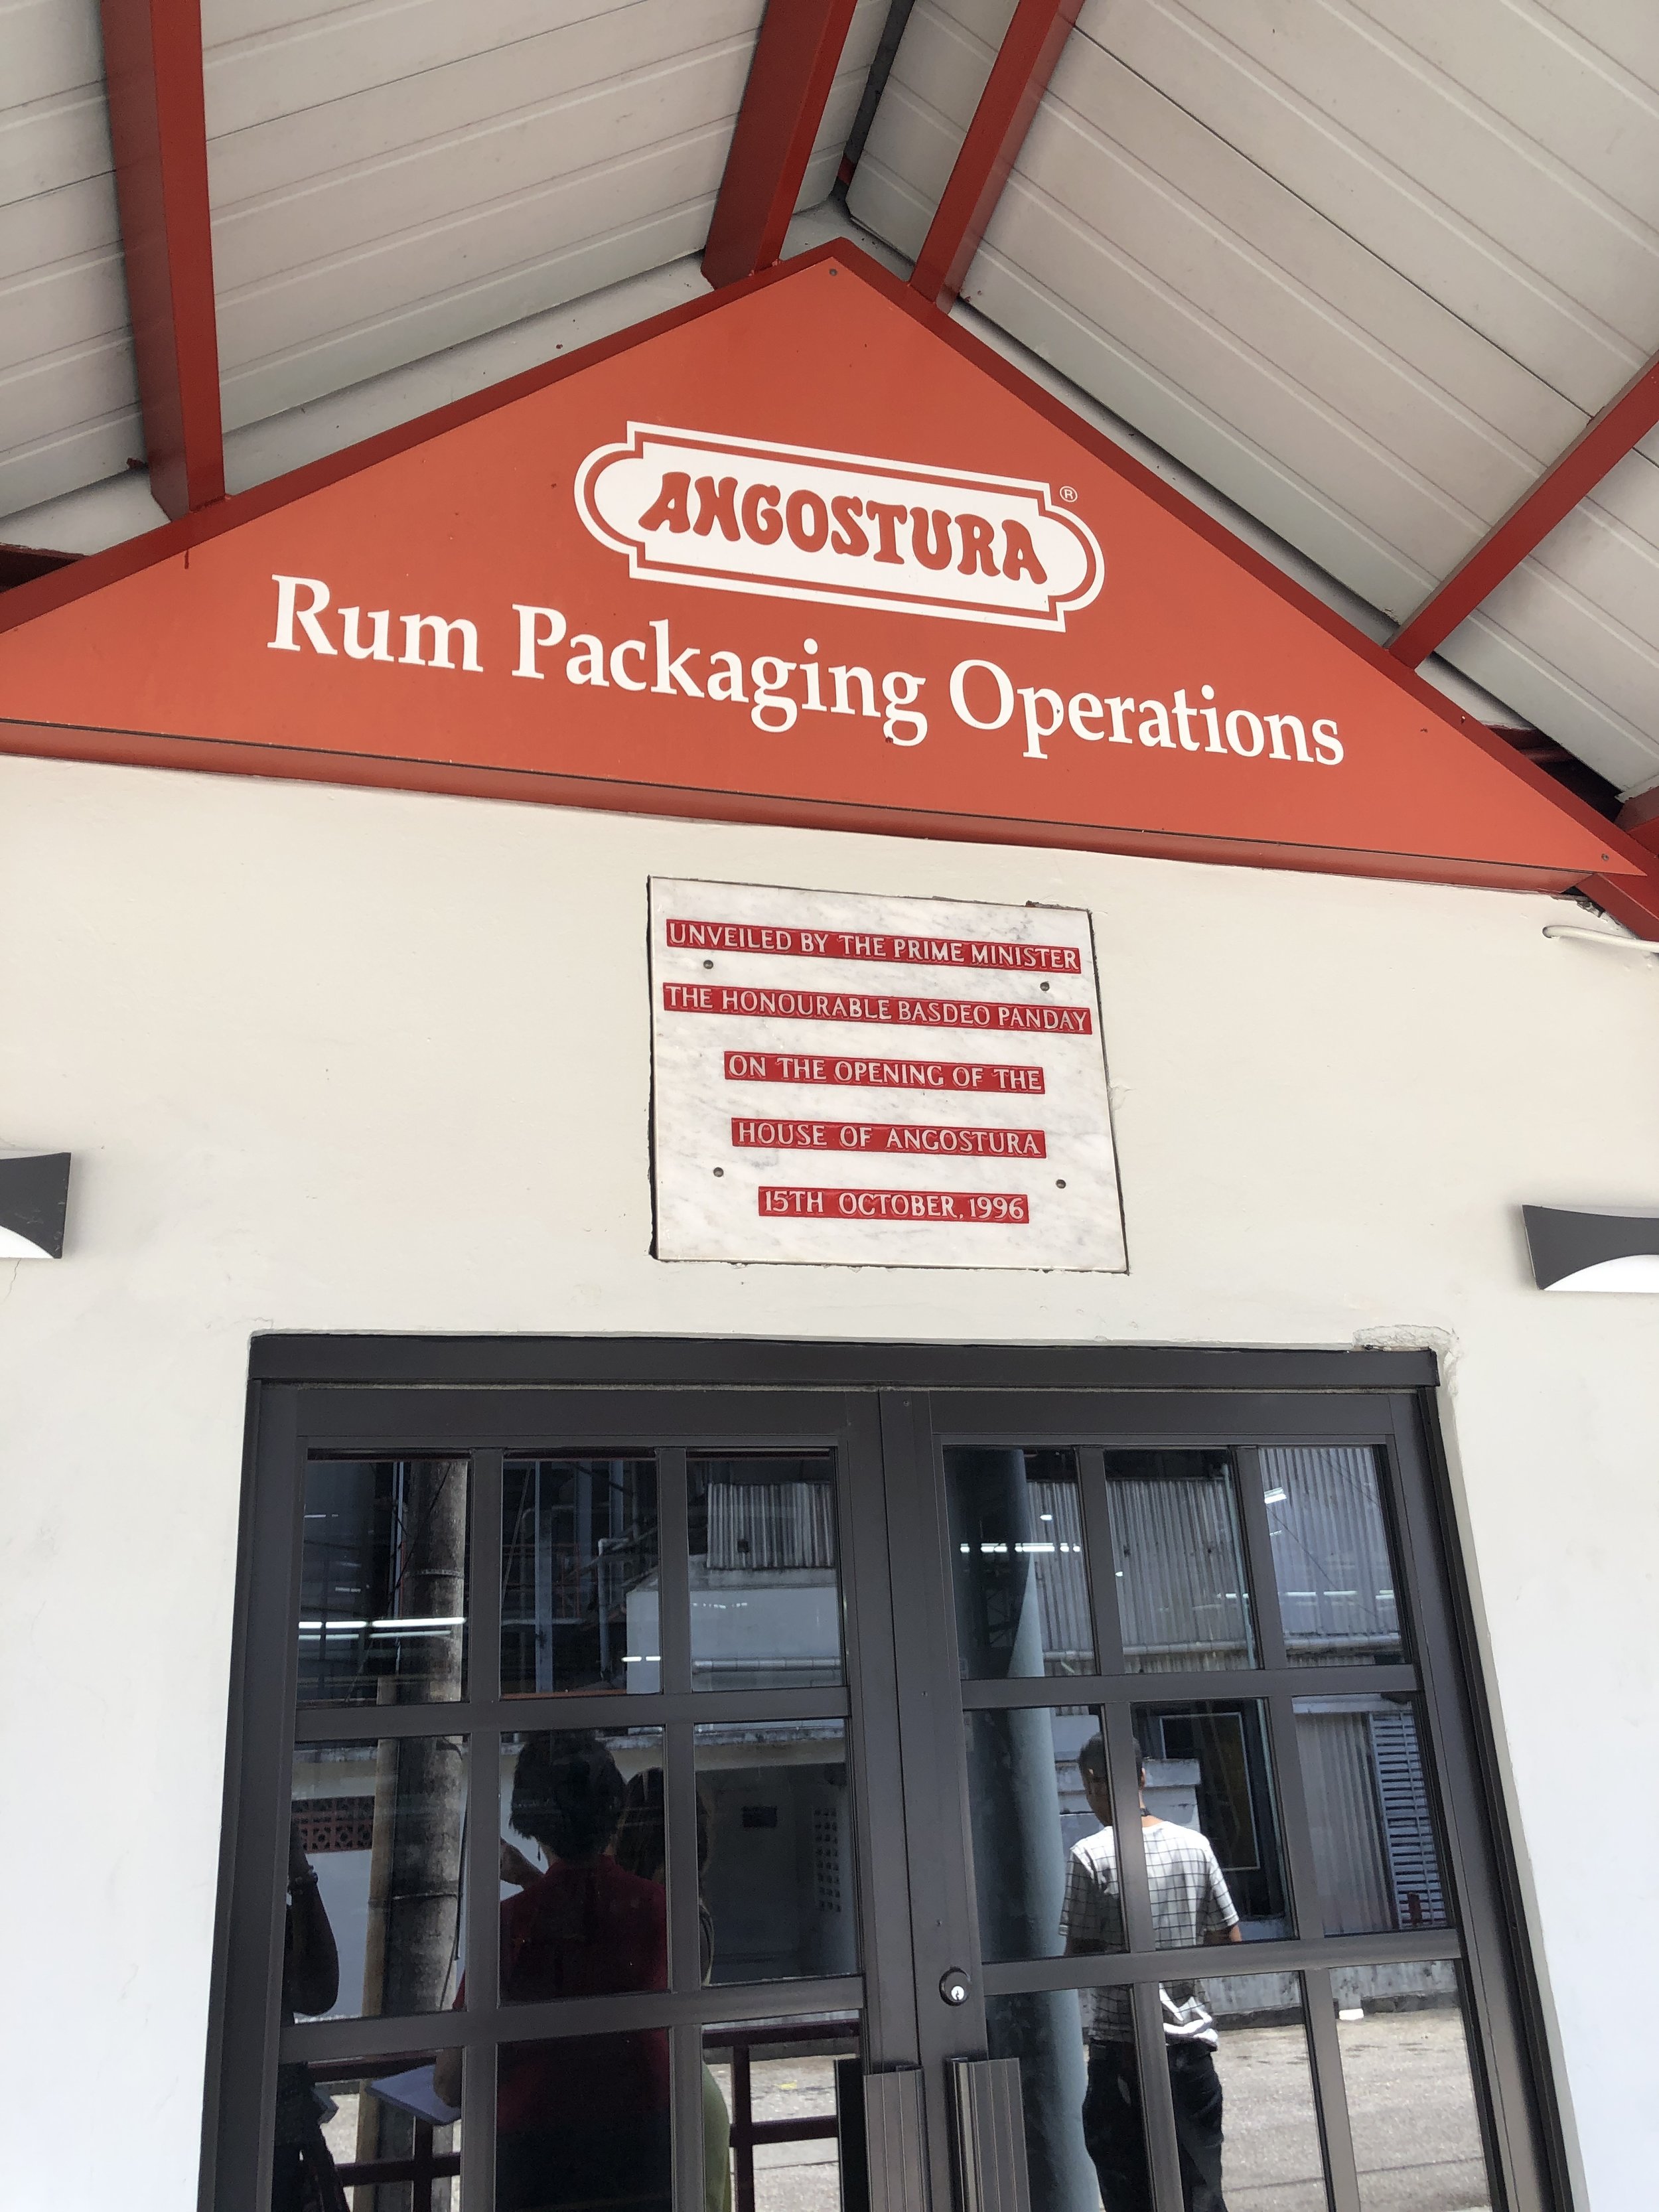 ANGOSTURA ®
Rum Packaging Operations
UNVEILED BY THE PRIME MINISTER
THE HONOURABLE BASDEO PANDAY
ON THE OPENING OF THE
HOUSE OF ANGOSTURA
15TH OCTOBER, 1996